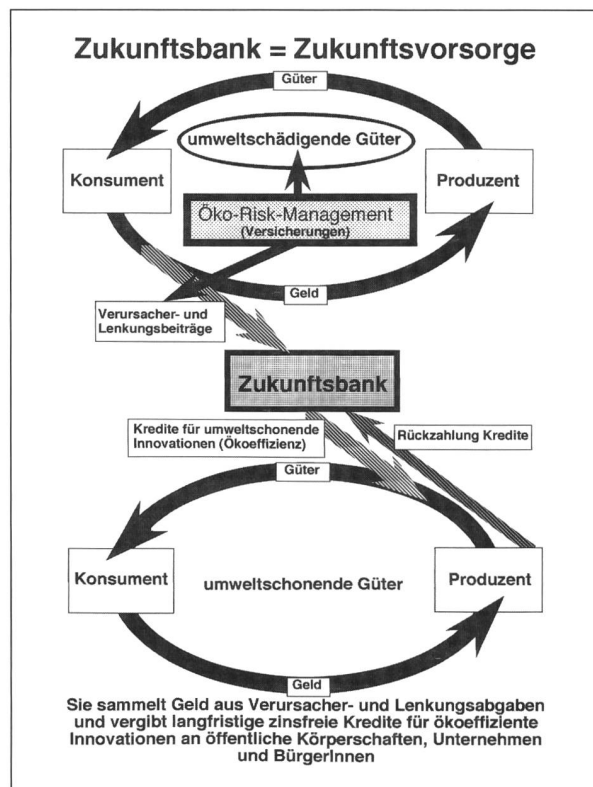 Zukunftsbank = Zukunftsvorsorge
Güter
umweltschädigende Güter
Konsument
Produzent
Öko-Risk-Management
(Versicherungen)
Geld
Verursacher- und
Lenkungsbeiträge
Zukunftsbank
Kredite für umweltschonende
Innovationen (Ökoeffizienz)
Rückzahlung Kredite
Güter
Konsument
umweltschonende Güter
Produzent
Geld
Sie sammelt Geld aus Verursacher- und Lenkungsabgaben
und vergibt langfristige zinsfreie Kredite für ökoeffiziente
Innovationen an öffentliche Körperschaften, Unternehmen
und BürgerInnen